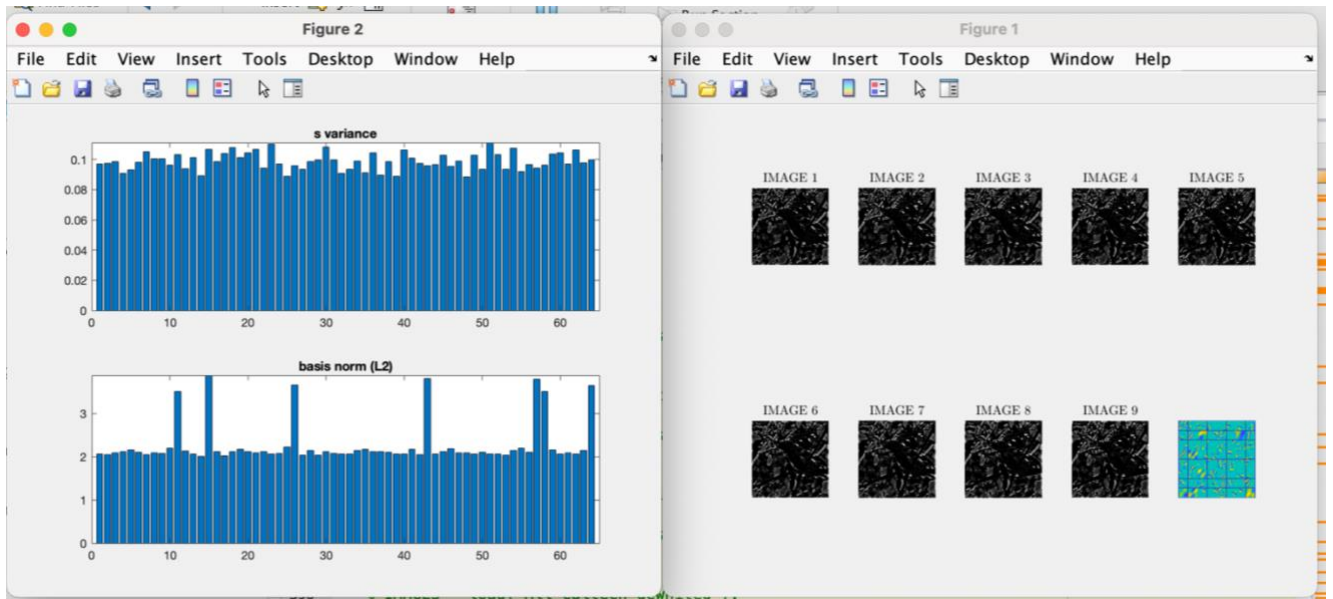 Figure 2
File Edit View Insert Tools Desktop Window Help
s variance
0.1
0.08
0.06
0.04
0.02
0
0 10 20 30 40 50 60
basis norm (L2)
3
2
1
0
0 10 20 30 40 50 60
Figure 1
File Edit View Insert Tools Desktop Window Help
IMAGE 1 IMAGE 2 IMAGE 3 IMAGE 4 IMAGE 5
IMAGE 6 IMAGE 7 IMAGE 8 IMAGE 9